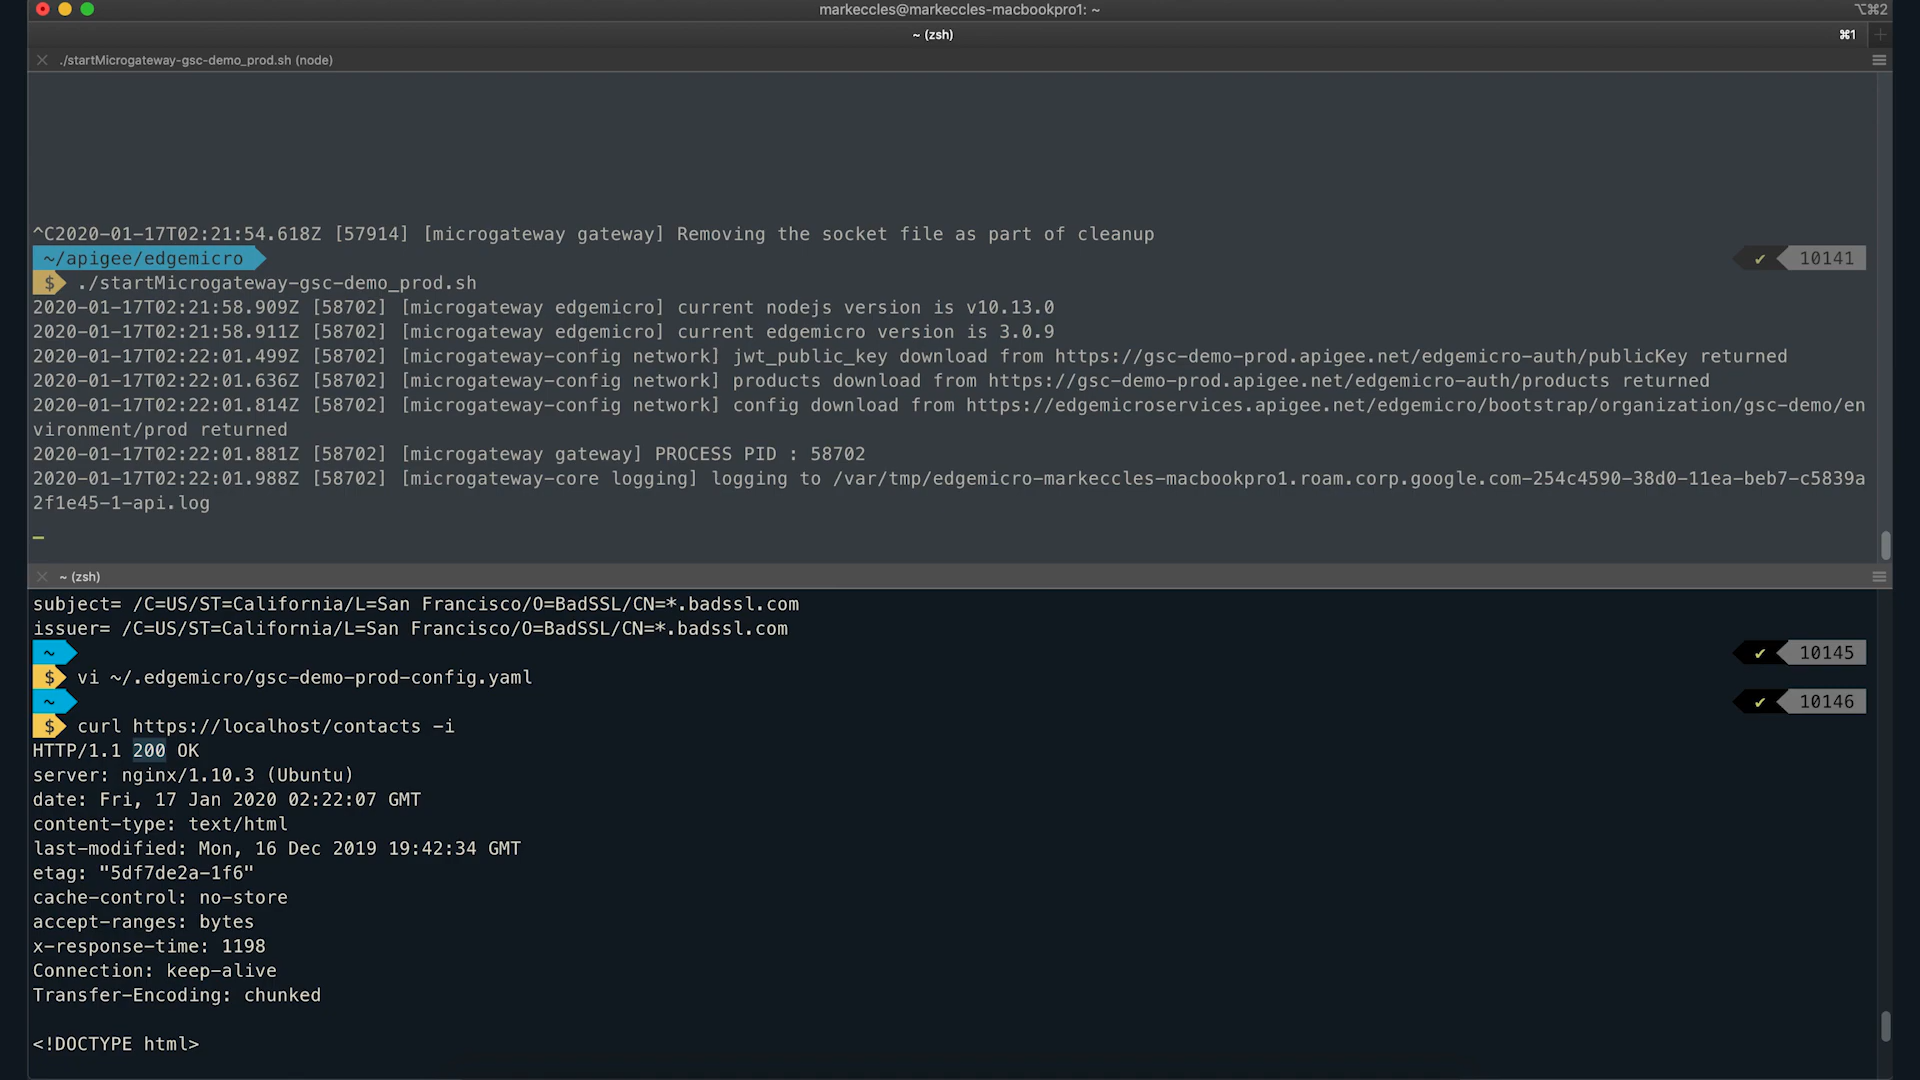 markeccles@markeccles-macbookpro1: ~
⌥⌘2
~ (zsh)
⌘1
./startMicrogateway-gsc-demo_prod.sh (node)
^C2020-01-17T02:21:54.618Z [57914] [microgateway gateway] Removing the socket file as part of cleanup
~/apigee/edgemicro
✔ 10141
$ ./startMicrogateway-gsc-demo_prod.sh
2020-01-17T02:21:58.909Z [58702] [microgateway edgemicro] current nodejs version is v10.13.0
2020-01-17T02:21:58.911Z [58702] [microgateway edgemicro] current edgemicro version is 3.0.9
2020-01-17T02:22:01.499Z [58702] [microgateway-config network] jwt_public_key download from https://gsc-demo-prod.apigee.net/edgemicro-auth/publicKey returned
2020-01-17T02:22:01.636Z [58702] [microgateway-config network] products download from https://gsc-demo-prod.apigee.net/edgemicro-auth/products returned
2020-01-17T02:22:01.814Z [58702] [microgateway-config network] config download from https://edgemicroservices.apigee.net/edgemicro/bootstrap/organization/gsc-demo/en
vironment/prod returned
2020-01-17T02:22:01.881Z [58702] [microgateway gateway] PROCESS PID : 58702
2020-01-17T02:22:01.988Z [58702] [microgateway-core logging] logging to /var/tmp/edgemicro-markeccles-macbookpro1.roam.corp.google.com-254c4590-38d0-11ea-beb7-c5839a
2f1e45-1-api.log
~ (zsh)
subject= /C=US/ST=California/L=San Francisco/O=BadSSL/CN=*.badssl.com
issuer= /C=US/ST=California/L=San Francisco/O=BadSSL/CN=*.badssl.com
~
✔ 10145
$ vi ~/.edgemicro/gsc-demo-prod-config.yaml
~
✔ 10146
$ curl https://localhost/contacts -i
HTTP/1.1 200 OK
server: nginx/1.10.3 (Ubuntu)
date: Fri, 17 Jan 2020 02:22:07 GMT
content-type: text/html
last-modified: Mon, 16 Dec 2019 19:42:34 GMT
etag: "5df7de2a-1f6"
cache-control: no-store
accept-ranges: bytes
x-response-time: 1198
Connection: keep-alive
Transfer-Encoding: chunked
<!DOCTYPE html>